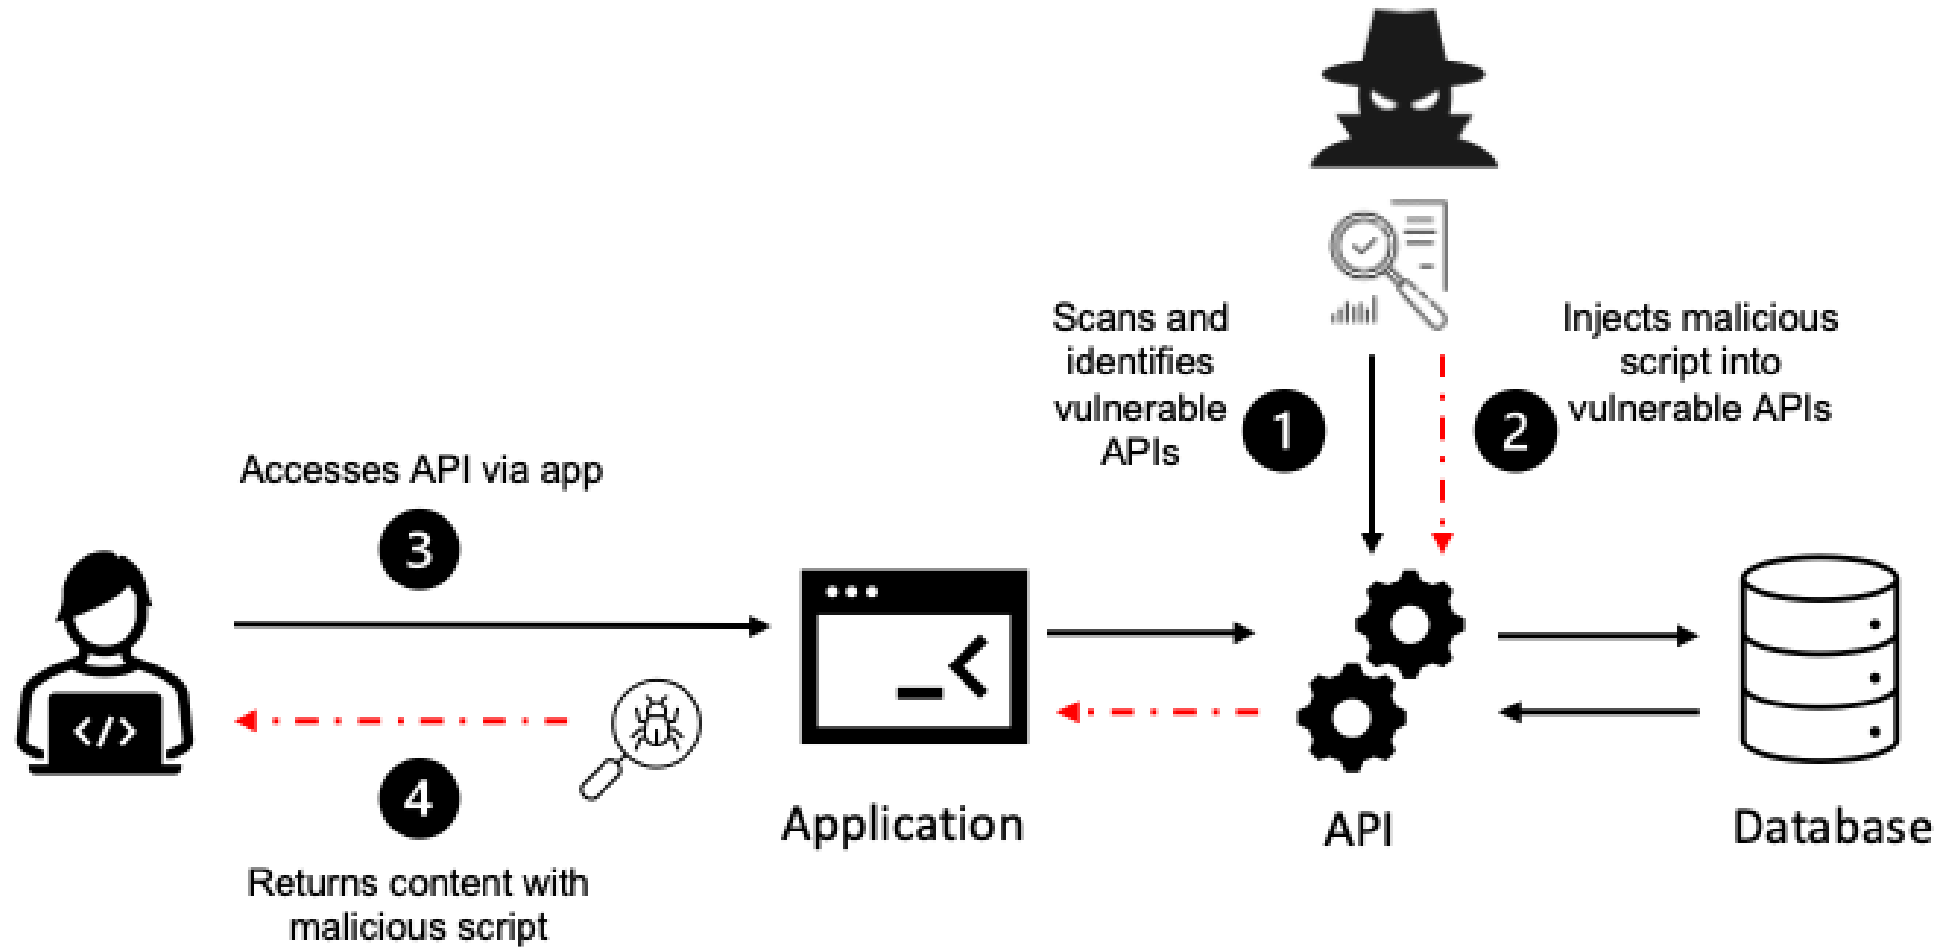 Scans and
identifies
vulnerable
APIs
1
2
Injects malicious
script into
vulnerable APIs
Accesses API via app
3
</>
4
Returns content with
malicious script
Application
API
Database